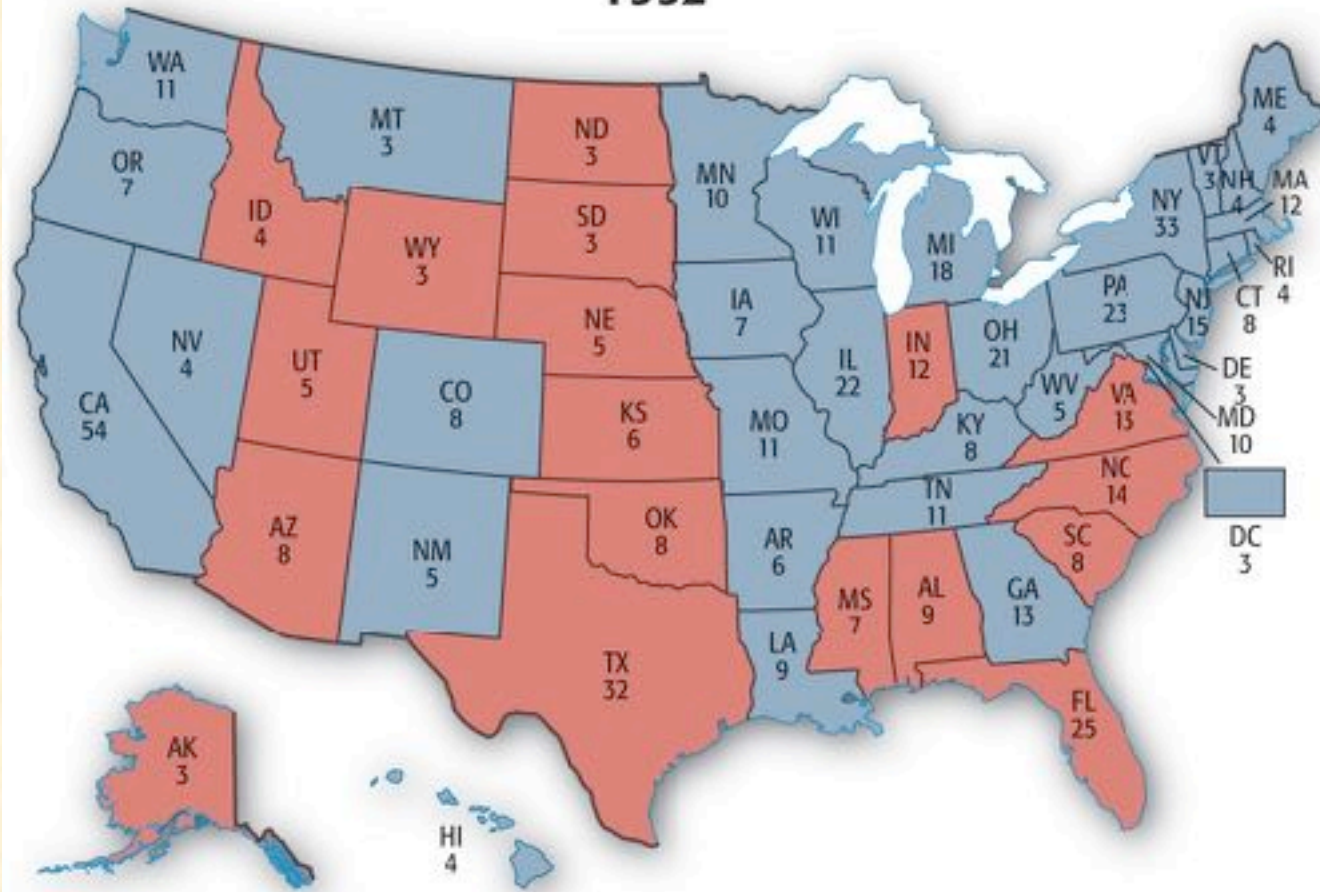 WA
11
OR
7
CA
54
NV
4
ID
4
MT
3
WY
3
UT
5
AZ
8
CO
8
NM
5
ND
3
SD
3
NE
5
KS
6
OK
8
TX
32
MN
10
IA
7
MO
11
AR
6
LA
9
WI
11
IL
22
MI
18
IN
12
OH
21
KY
8
TN
11
MS
7
AL
9
GA
13
FL
25
SC
8
NC
14
VA
13
WV
5
PA
23
NY
33
VT
3
NH
4
ME
4
MA
12
RI
4
CT
8
NJ
15
DE
3
MD
10
DC
3
AK
3
HI
4